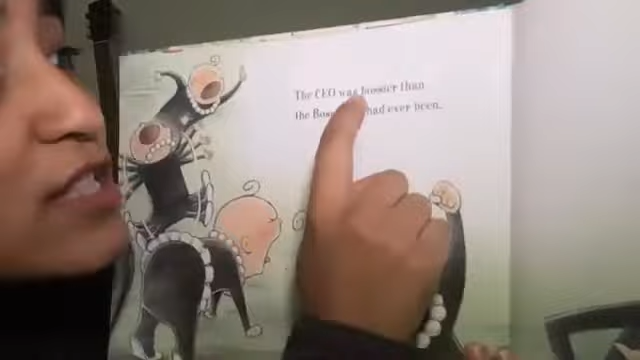 The CEO was bossier than
the Boss had ever been.